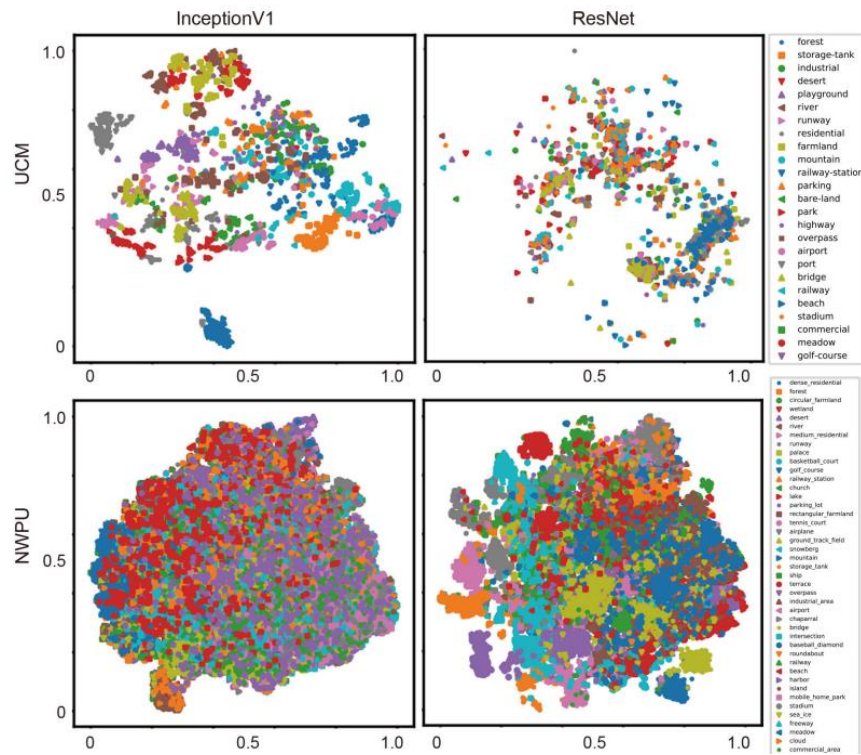 InceptionV1
ResNet
UCM
1.0
0.5
0
0
0.5
1.0
0
0.5
1.0
forest
storage-tank
industrial
desert
playground
river
runway
residential
farmland
mountain
railway-station
parking
bare-land
park
highway
overpass
airport
port
bridge
railway
beach
stadium
commercial
meadow
golf-course
NWPU
1.0
0.5
0
0
0.5
1.0
0
0.5
1.0
dense_residential
forest
circular_farmland
wetland
desert
river
medium_residential
runway
palace
basketball_court
golf_course
railway_station
church
lake
parking_lot
rectangular_farmland
tennis_court
airplane
ground_track_field
snowberg
mountain
storage_tank
ship
terrace
overpass
industrial_area
airport
chaparral
bridge
intersection
baseball_diamond
roundabout
railway
beach
harbor
island
mobile_home_park
stadium
sea_ice
freeway
meadow
cloud
commercial_area